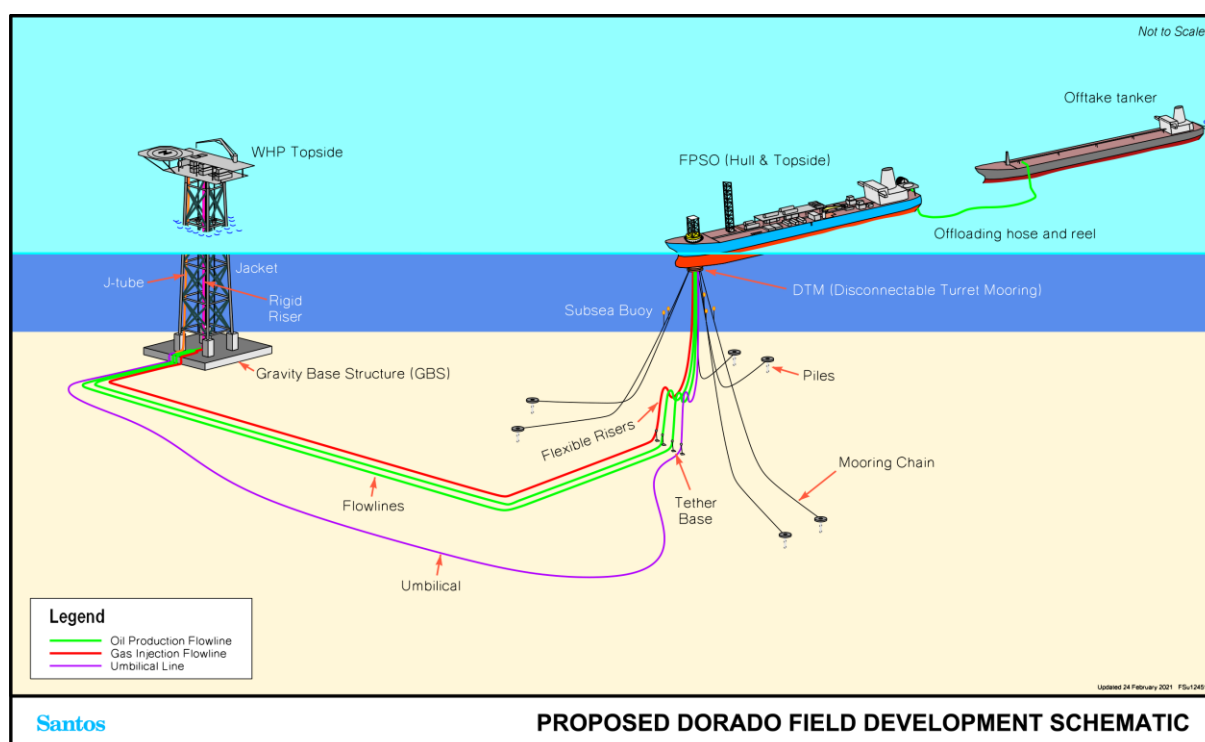 Not to Scale
Offtake tanker
WHP Topside
FPSO (Hull & Topside)
Offloading hose and reel
J-tube
Jacket
Rigid
Riser
DTM (Disconnectable Turret Mooring)
Subsea Buoy
Gravity Base Structure (GBS)
Piles
Flexible Risers
Mooring Chain
Flowlines
Tether
Base
Umbilical
Legend
Oil Production Flowline
Gas Injection Flowline
Umbilical Line
Updated 24 February 2021
Santos
PROPOSED DORADO FIELD DEVELOPMENT SCHEMATIC